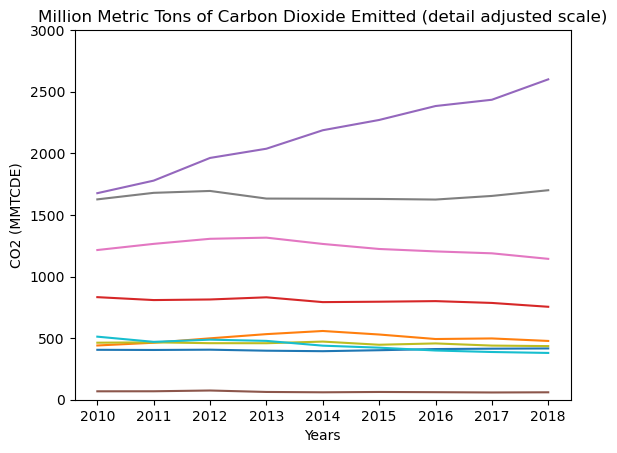 Million Metric Tons of Carbon Dioxide Emitted (detail adjusted scale)
3000
2500
2000
1500
1000
500
0
CO2 (MMTCDE)
2010 2011 2012 2013 2014 2015 2016 2017 2018
Years